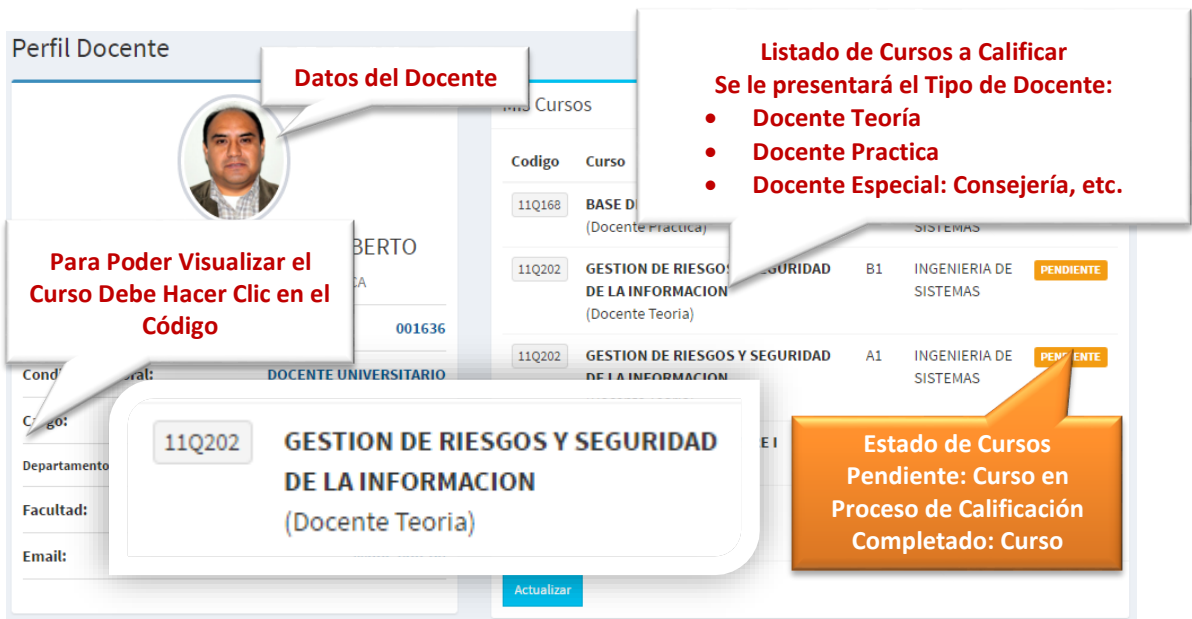 Perfil Docente
Datos del Docente
BERTO
001636
DOCENTE UNIVERSITARIO
Cargo:
Departamento
Facultad:
Email:
Para Poder Visualizar el
Curso Debe Hacer Clic en el
Código
Listado de Cursos a Calificar
Se le presentará el Tipo de Docente:
• Docente Teoría
• Docente Practica
• Docente Especial: Consejería, etc.
Mis Cursos
Codigo Curso
11Q168 BASE DE
(Docente Practica) SISTEMAS
11Q202 GESTION DE RIESGOS Y SEGURIDAD B1 INGENIERIA DE PENDIENTE
DE LA INFORMACION SISTEMAS
(Docente Teoria)
11Q202 GESTION DE RIESGOS Y SEGURIDAD A1 INGENIERIA DE PENDIENTE
DE LA INFORMACION SISTEMAS
E I
11Q202 GESTION DE RIESGOS Y SEGURIDAD
DE LA INFORMACION
(Docente Teoria)
Estado de Cursos
Pendiente: Curso en
Proceso de Calificación
Completado: Curso
Actualizar